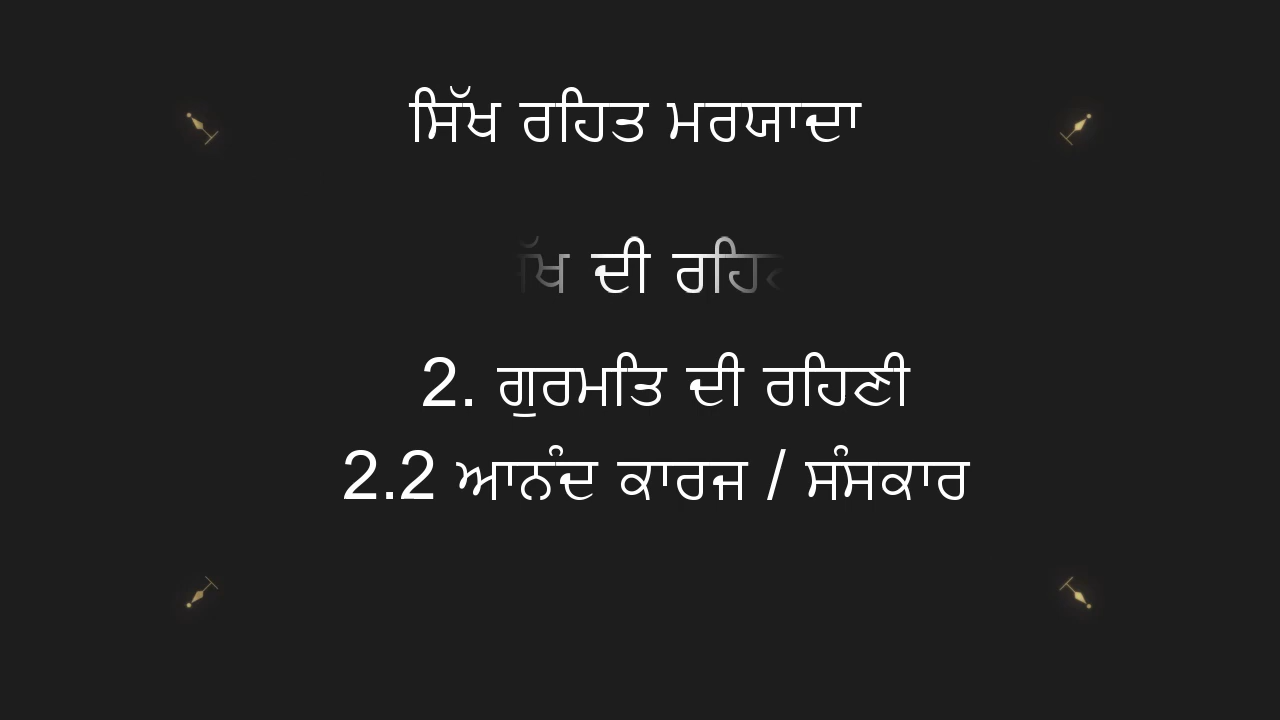 ਸਿੱਖ ਰਹਿਤ ਮਰਯਾਦਾ
ਦੀ
2. ਗੁਰਮਤਿ ਦੀ ਰਹਿਣੀ
2.2 ਆਨੰਦ ਕਾਰਜ / ਸੰਸਕਾਰ